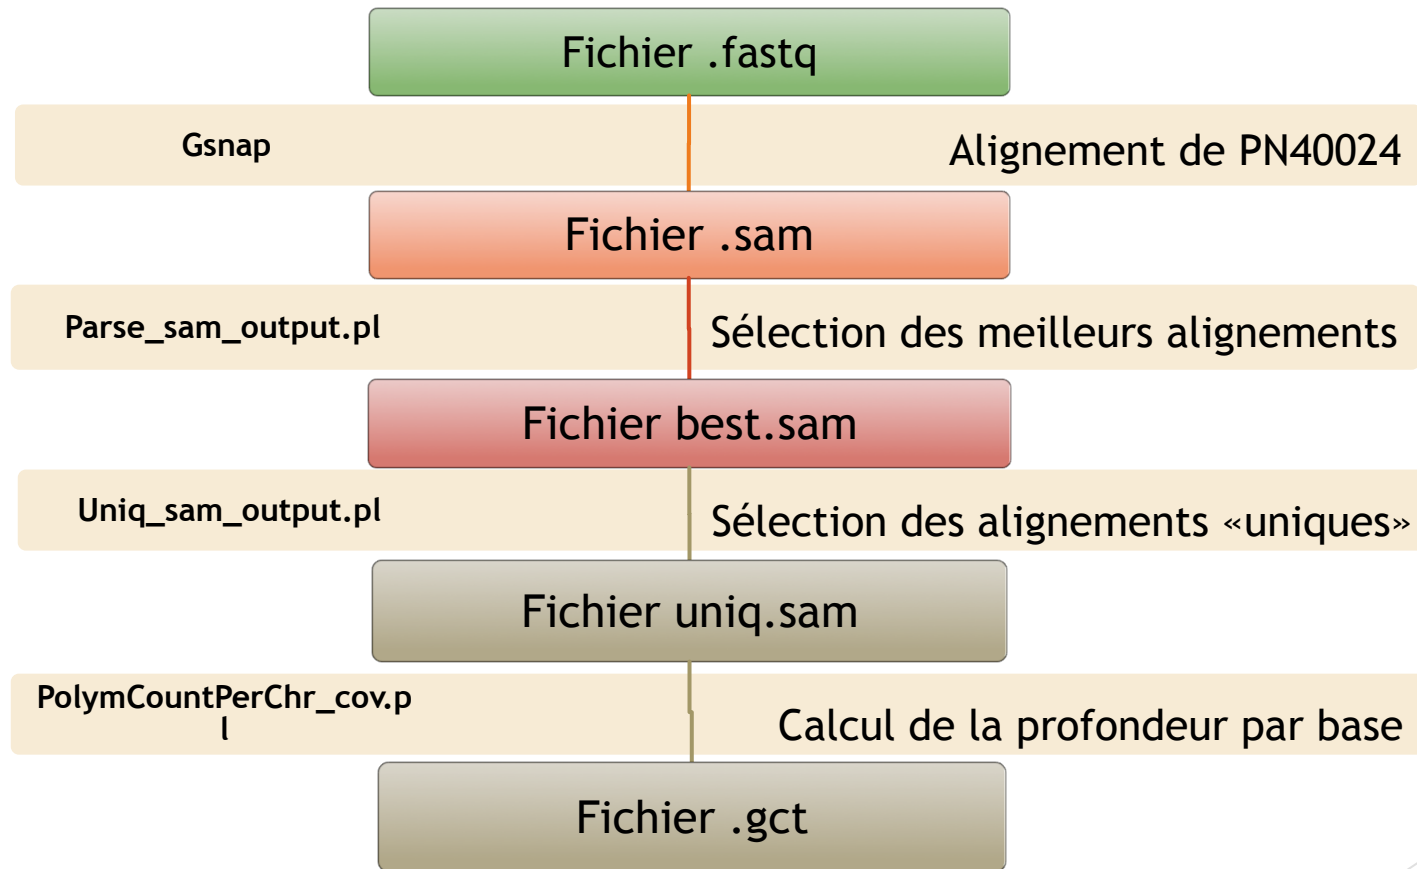 Fichier .fastq
Gsnap
Alignement de PN40024
Fichier .sam
Parse_sam_output.pl
Sélection des meilleurs alignements
Fichier best.sam
Uniq_sam_output.pl
Sélection des alignements «uniques»
Fichier uniq.sam
PolymCountPerChr_cov.p
l
Calcul de la profondeur par base
Fichier .gct